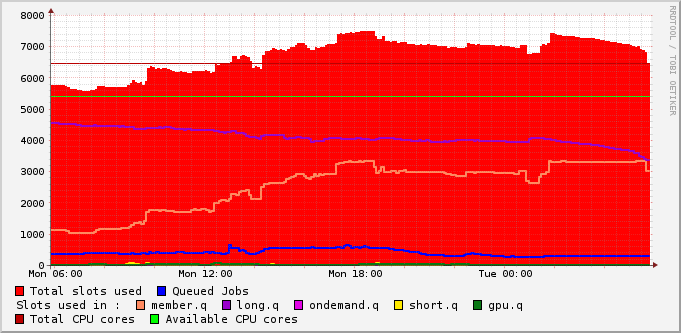 8000
7000
6000
5000
4000
3000
2000
1000
0
Mon 06:00 Mon 12:00 Mon 18:00 Tue 00:00
Total slots used Queued Jobs
Slots used in : member.q long.q ondemand.q short.q gpu.q
Total CPU cores Available CPU cores
RRDTOOL / TOBI OETIKER